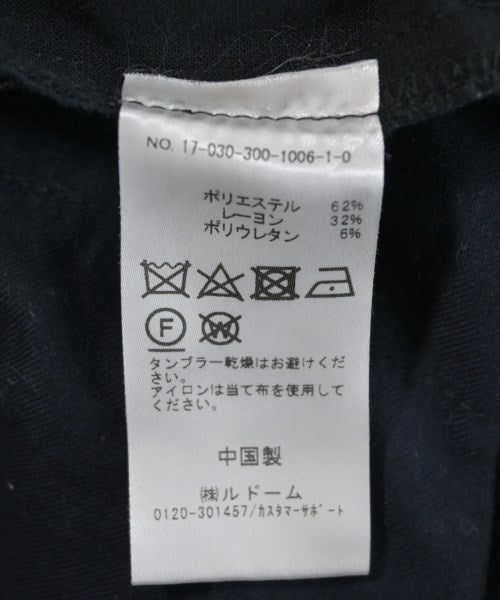 NO. 17-030-300-1006-1-0
ポリエステル 62%
レーヨン 32%
ポリウレタン 6%
F W
タンブラー乾燥はお避けくだ
さい。
アイロンは当て布を使用して
ください。
中国製
㈱ルドーム
0120-301457/カスタマーサポート